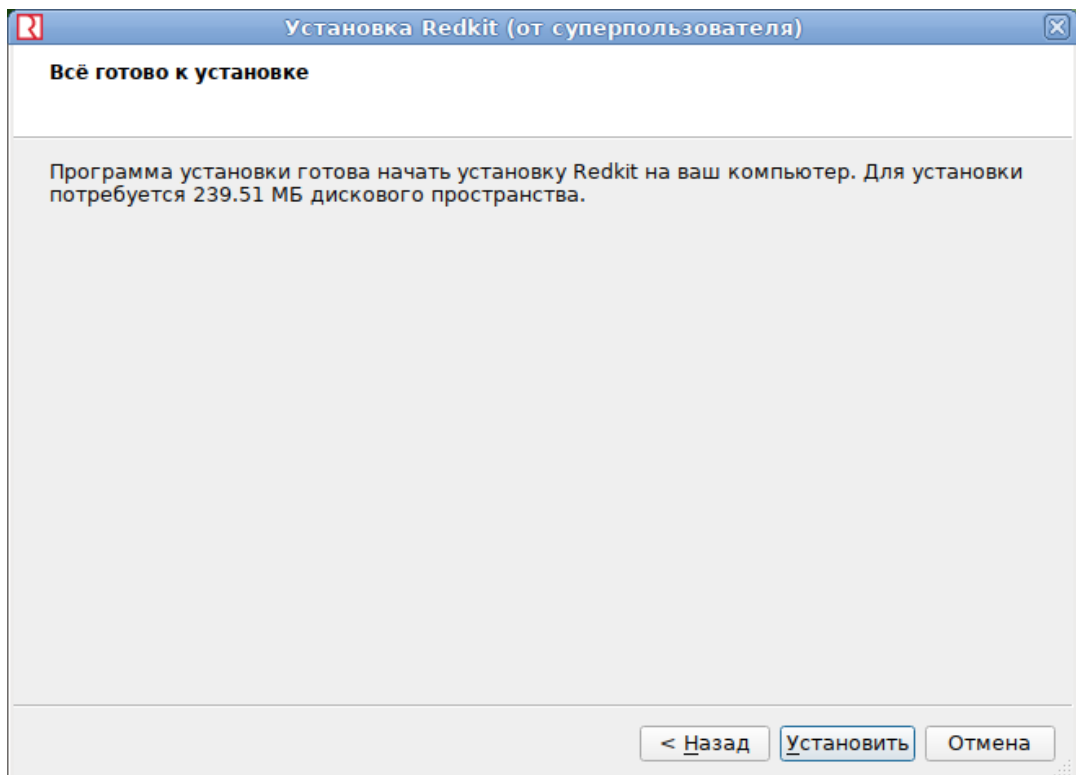 Установка Redkit (от суперпользователя)
Всё готово к установке
Программа установки готова начать установку Redkit на ваш компьютер. Для установки
потребуется 239.51 МБ дискового пространства.
< Назад Установить Отмена